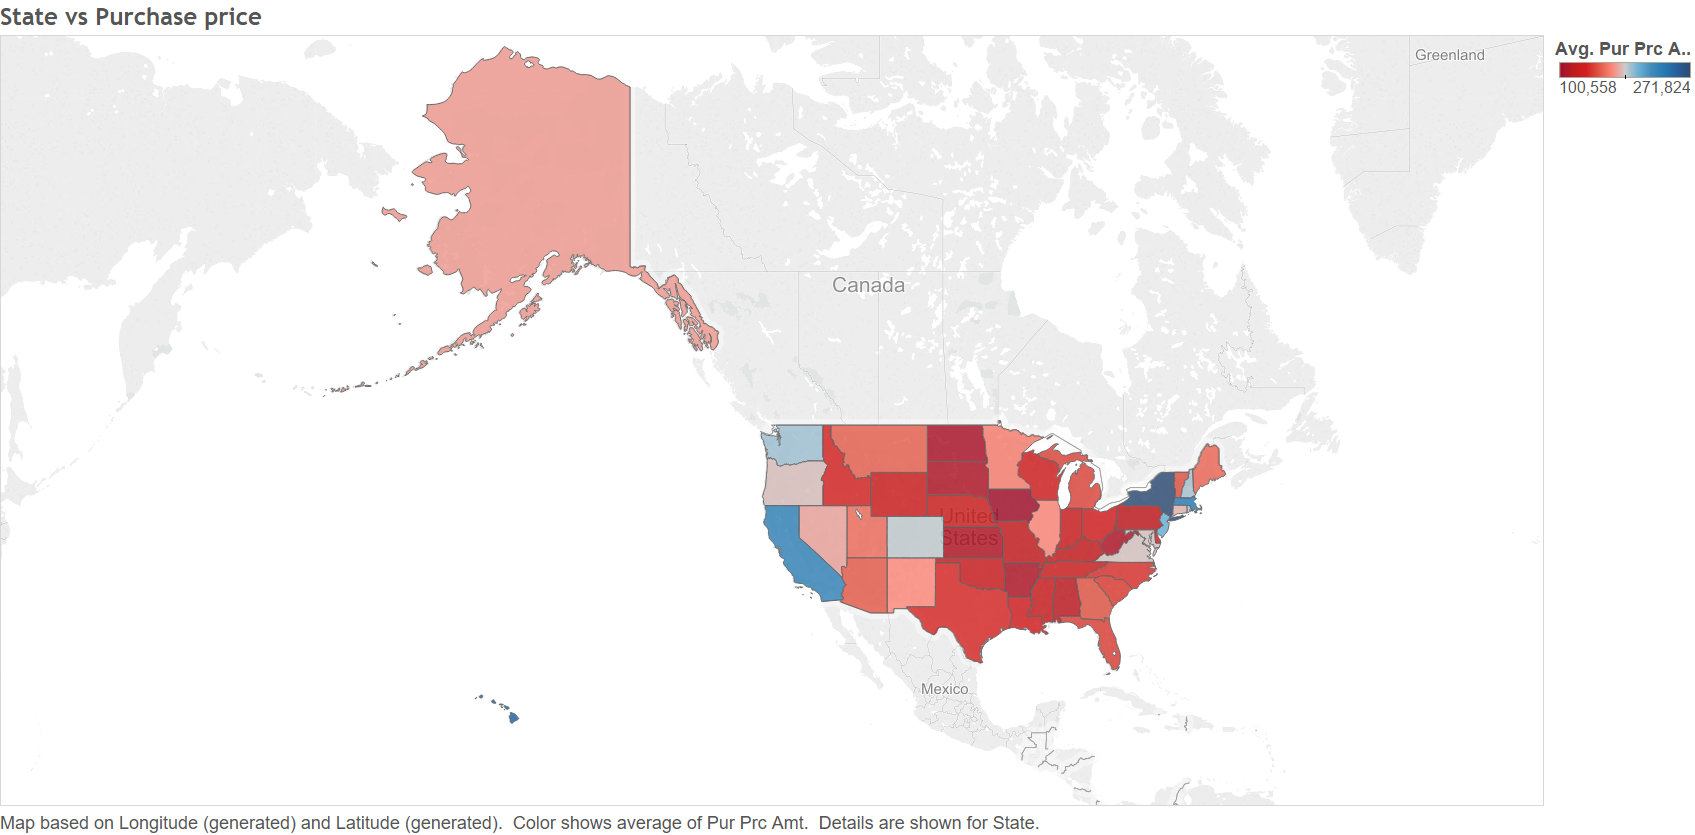 State vs Purchase price
Greenland
Avg. Pur Prc A..
100,558 271,824
Canada
United
States
Mexico
Map based on Longitude (generated) and Latitude (generated).  Color shows average of Pur Prc Amt.  Details are shown for State.